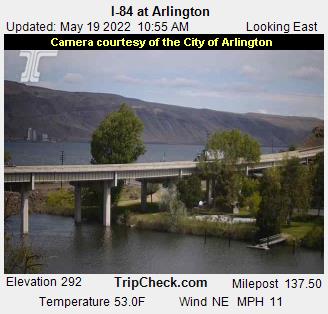 I-84 at Arlington
Updated: May 19 2022 10:55 AM Looking East
Camera courtesy of the City of Arlington
Elevation 292 TripCheck.com Milepost 137.50
Temperature 53.0F Wind NE MPH 11